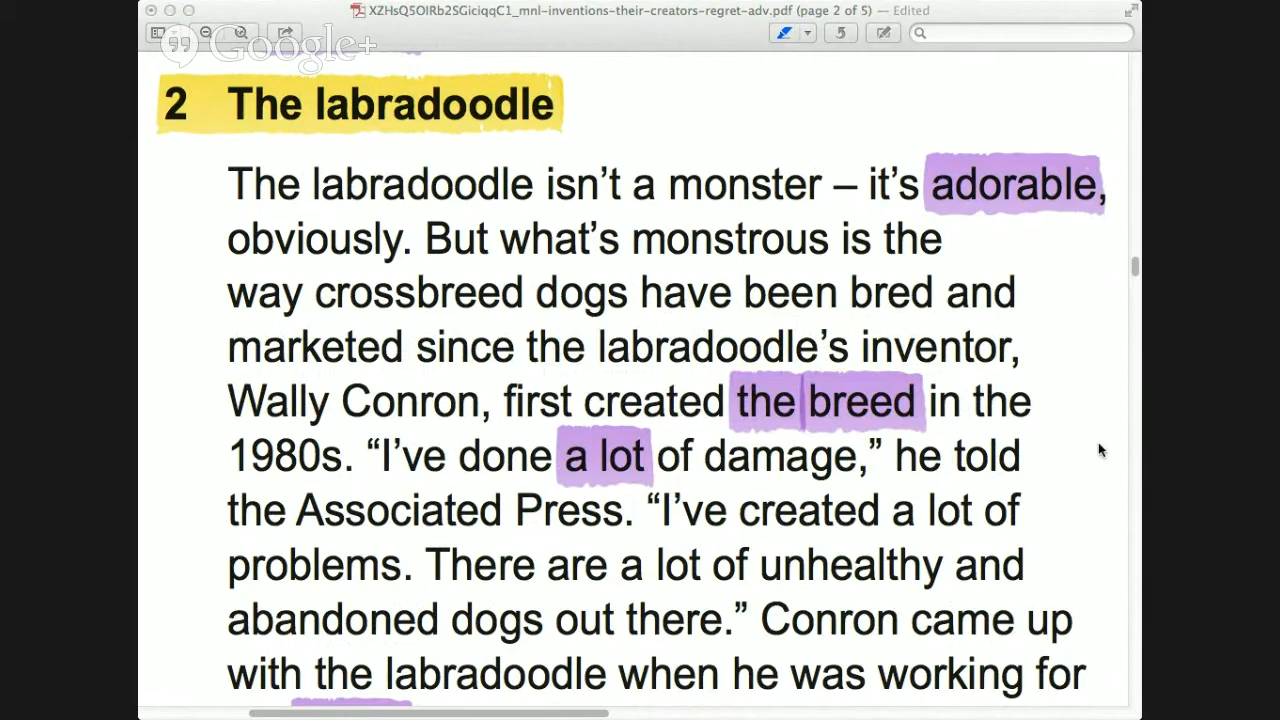 XZHsQ5OIRb2SGiciqqC1_mnl-inventions-their-creators-regret-adv.pdf (page 2 of 5) — Edited
Google+
2 The labradoodle
The labradoodle isn’t a monster – it’s adorable,
obviously. But what’s monstrous is the
way crossbreed dogs have been bred and
marketed since the labradoodle’s inventor,
Wally Conron, first created the breed in the
1980s. “I’ve done a lot of damage,” he told
the Associated Press. “I’ve created a lot of
problems. There are a lot of unhealthy and
abandoned dogs out there.” Conron came up
with the labradoodle when he was working for